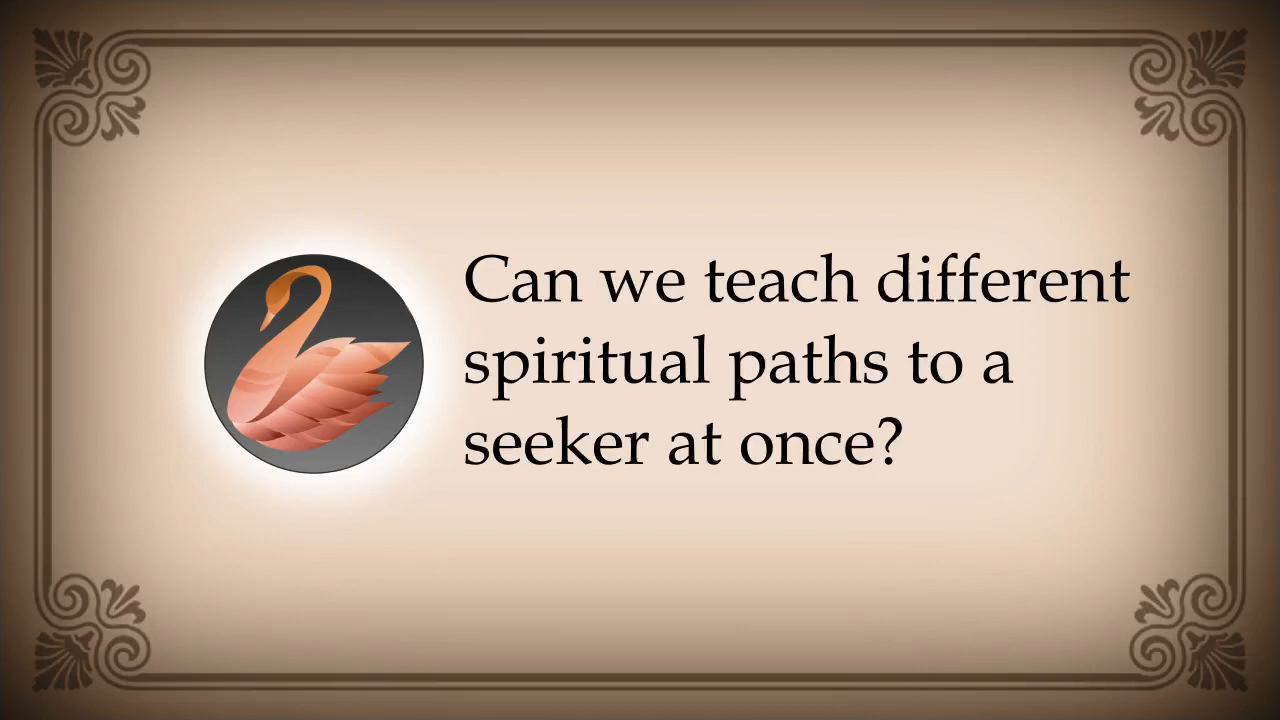 Can we teach different
spiritual paths to a
seeker at once?